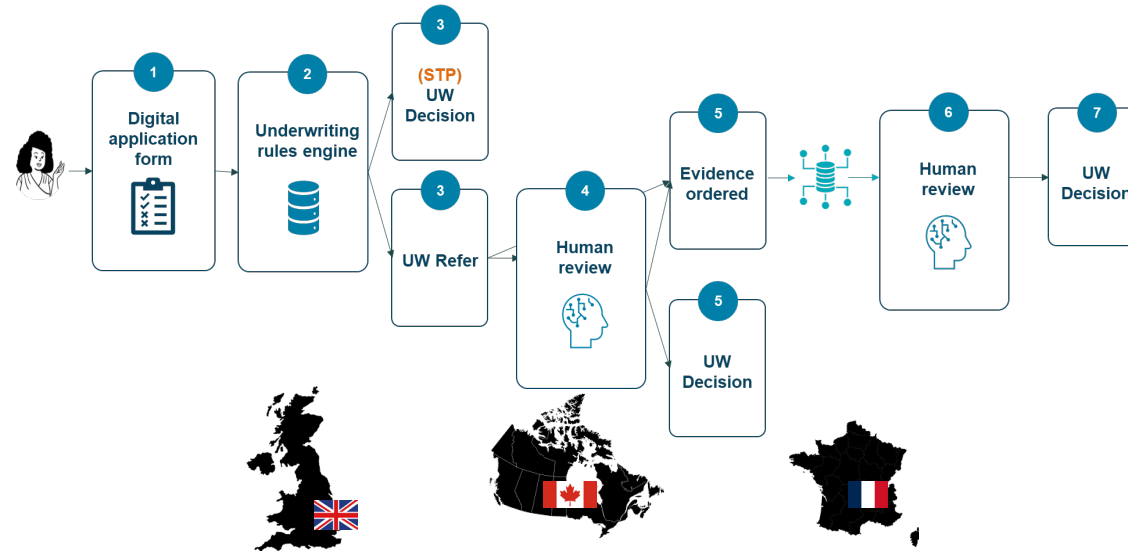 1
Digital
application
form
2
Underwriting
rules engine
3
(STP)
UW
Decision
3
UW Refer
4
Human
review
5
Evidence
ordered
5
UW
Decision
6
Human
review
7
UW
Decision